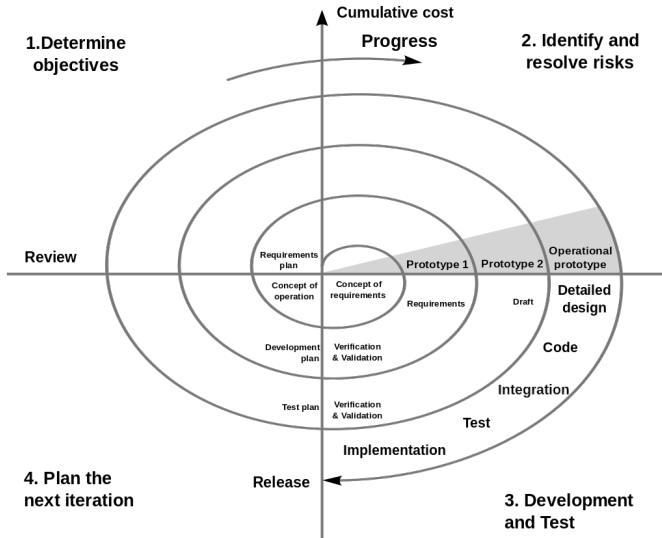 Cumulative cost
Progress
1.Determine
objectives
2. Identify and
resolve risks
Review
Requirements
plan
Prototype 1
Prototype 2
Operational
prototype
Concept of
operation
Concept of
requirements
Requirements
Draft
Detailed
design
Development
plan
Verification
& Validation
Code
Integration
Test plan
Verification
& Validation
Test
Implementation
4. Plan the
next iteration
Release
3. Development
and Test